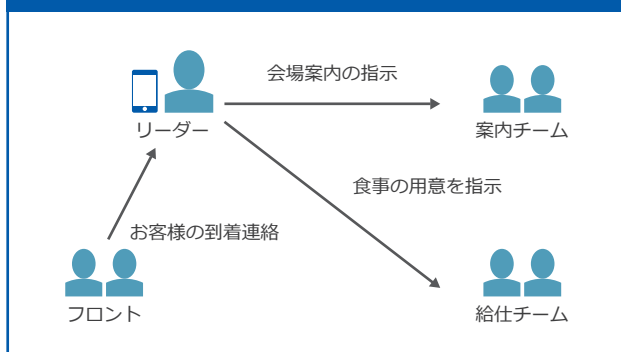 会場案内の指示
リーダー
案内チーム
食事の用意を指示
お客様の到着連絡
フロント
給仕チーム